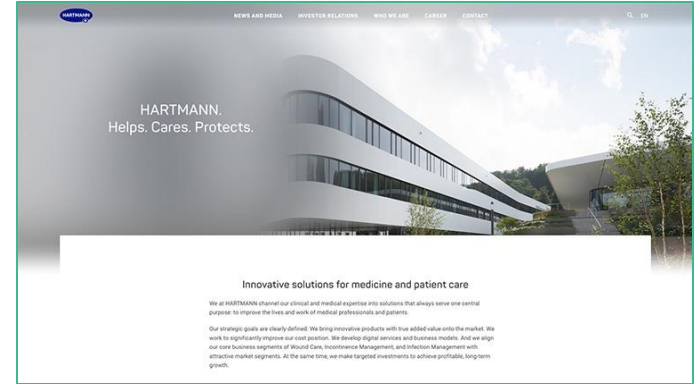 HARTMANN
NEWS AND MEDIA INVESTER RELATIONS WHO WE ARE CAREER CONTACT EN
HARTMANN.
Helps. Cares. Protects.
Innovative solutions for medicine and patient care
We at HARTMANN channel our clinical and medical expertise into solutions that always serve one central
purpose: to improve the lives and work of medical professionals and patients.
Our strategic goals are clearly defined: We bring innovative products with true added value onto the market. We
work to significantly improve our cost position. We develop digital services and business models. And we align
our core business segments of Wound Care, Incontinence Management, and Infection Management with
attractive market segments. At the same time, we make targeted investments to achieve profitable, long-term
growth.